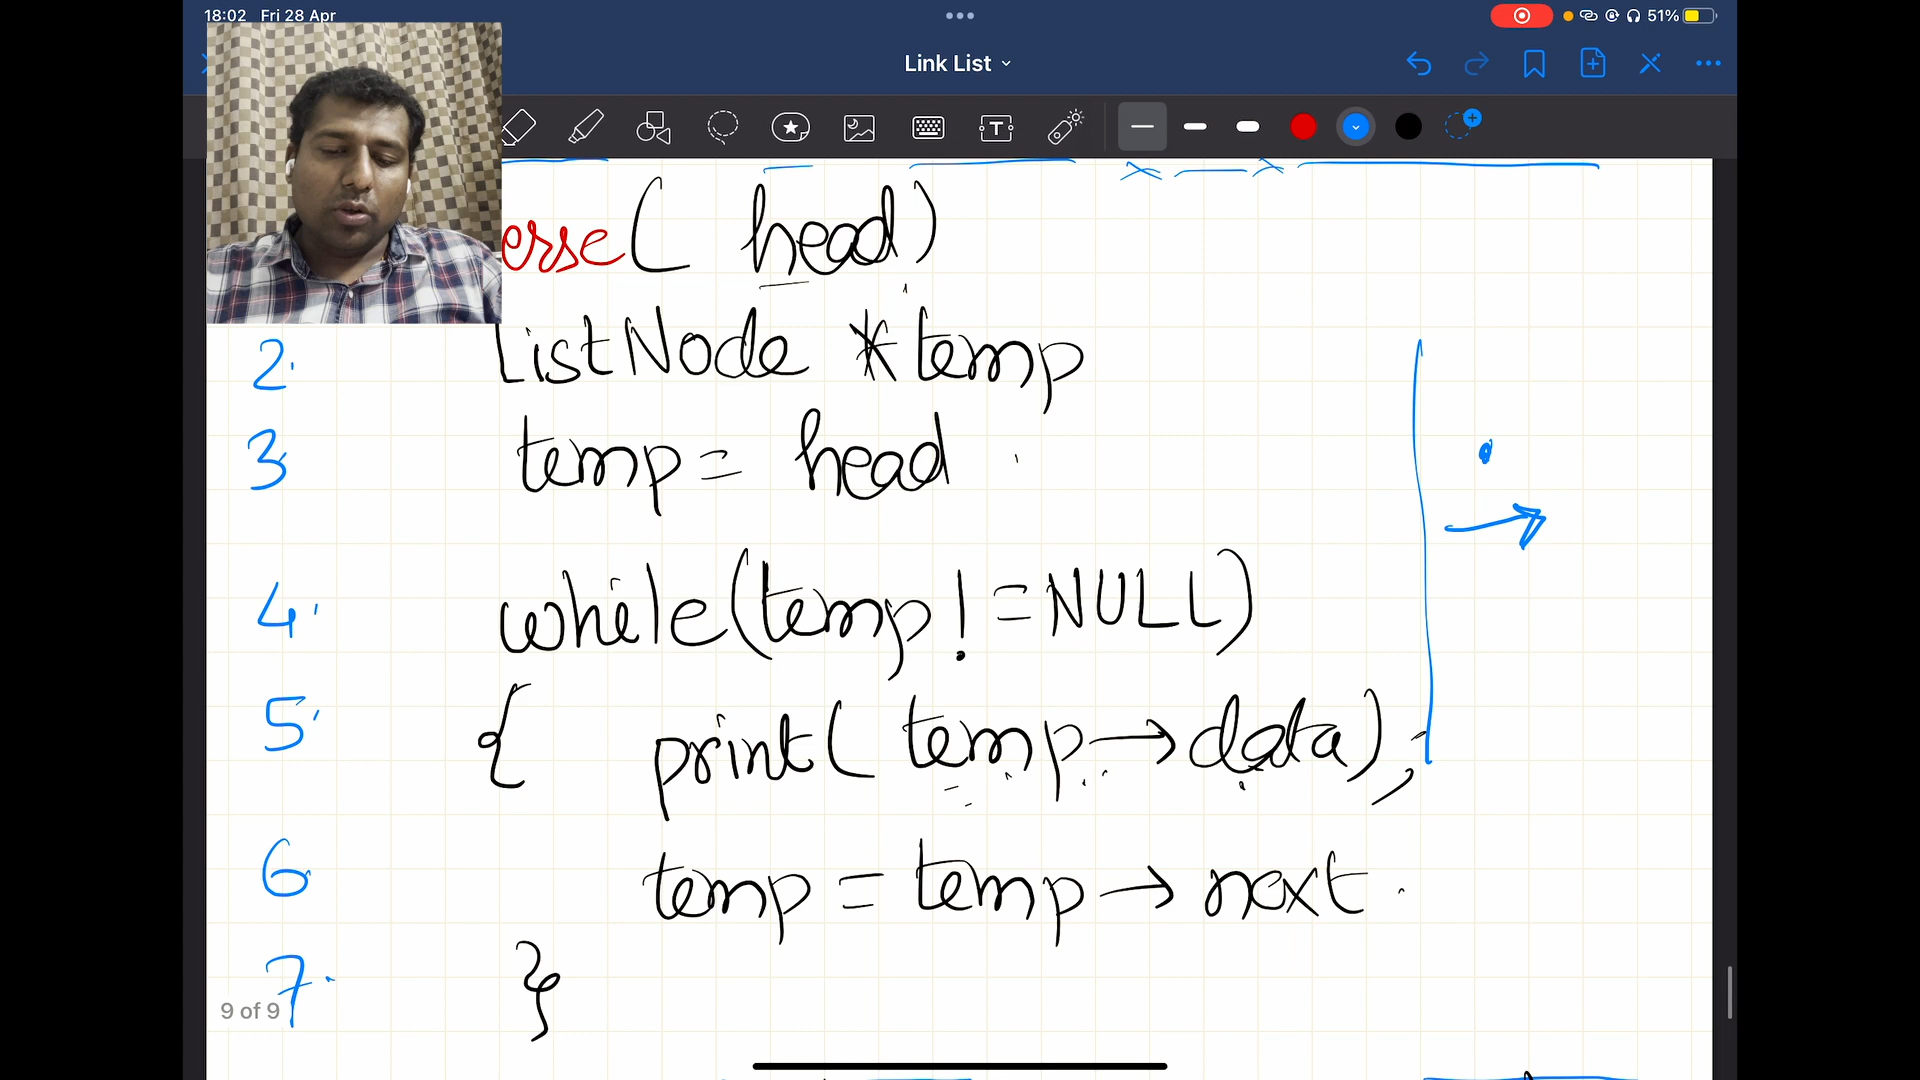 18:02 Fri 28 Apr
51%
Link List
erse( head)
2. ListNode *temp
3 temp = head
4. while(temp != NULL)
5. { print( temp → data);
6 temp = temp → next.
7. }
9 of 9